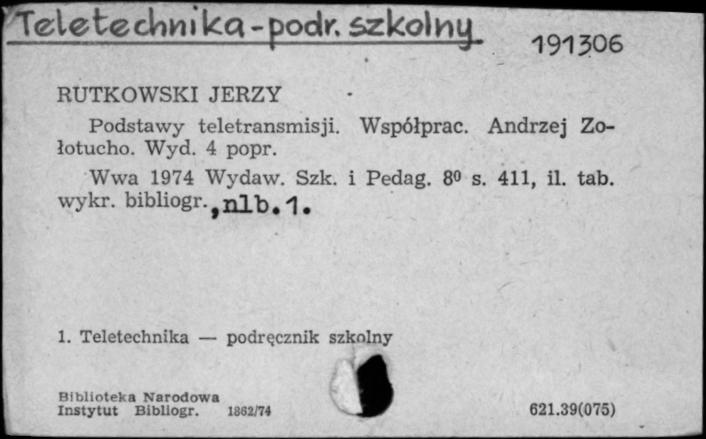 Teletechnika-podr. szkolny
191306
RUTKOWSKI JERZY
Podstawy teletransmisji. Współprac. Andrzej Zo-
łotucho. Wyd. 4 popr.
Wwa 1974 Wydaw. Szk. i Pedag. 8⁰ s. 411, il. tab.
wykr. bibliogr., nlb. 1.
1. Teletechnika — podręcznik szkolny
Biblioteka Narodowa
Instytut Bibliogr. 1862/74
621.39(075)